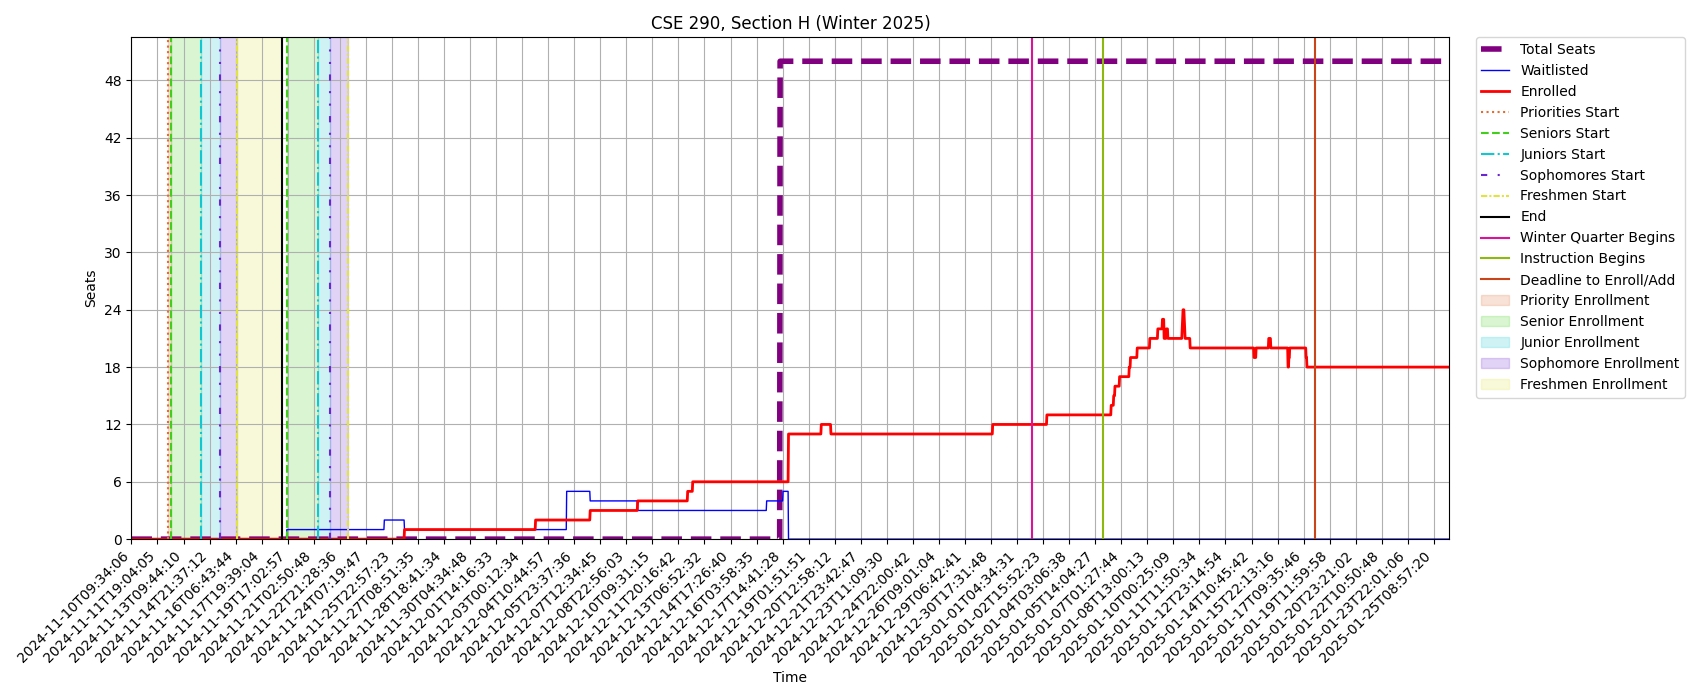 CSE 290, Section H (Winter 2025)
Seats
48
42
36
30
24
18
12
6
0
2024-11-10T09:34:06
2024-11-11T19:04:05
2024-11-13T09:44:10
2024-11-14T21:37:12
2024-11-16T06:43:44
2024-11-17T19:39:04
2024-11-19T17:02:57
2024-11-21T02:50:48
2024-11-22T21:28:36
2024-11-24T07:19:47
2024-11-25T22:57:23
2024-11-28T08:51:35
2024-11-28T18:41:34
2024-11-30T04:34:48
2024-12-01T14:16:33
2024-12-03T00:12:34
2024-12-04T10:44:57
2024-12-05T23:37:36
2024-12-07T12:34:45
2024-12-08T22:56:03
2024-12-10T09:31:15
2024-12-11T20:16:42
2024-12-13T06:52:32
2024-12-14T17:26:40
2024-12-16T03:58:35
2024-12-17T14:41:28
2024-12-19T01:51:51
2024-12-20T12:58:12
2024-12-21T23:42:47
2024-12-23T11:09:30
2024-12-24T22:00:42
2024-12-26T09:01:04
2024-12-29T06:42:41
2024-12-30T17:31:48
2025-01-01T04:34:31
2025-01-02T15:52:23
2025-01-04T03:06:38
2025-01-05T14:04:27
2025-01-07T01:27:44
2025-01-08T13:00:13
2025-01-10T00:25:09
2025-01-11T11:50:34
2025-01-12T23:14:54
2025-01-14T10:45:42
2025-01-15T22:13:16
2025-01-17T09:35:46
2025-01-19T11:59:58
2025-01-20T23:21:02
2025-01-22T10:50:48
2025-01-23T22:01:06
2025-01-25T08:57:20
Time
Total Seats
Waitlisted
Enrolled
Priorities Start
Seniors Start
Juniors Start
Sophomores Start
Freshmen Start
End
Winter Quarter Begins
Instruction Begins
Deadline to Enroll/Add
Priority Enrollment
Senior Enrollment
Junior Enrollment
Sophomore Enrollment
Freshmen Enrollment